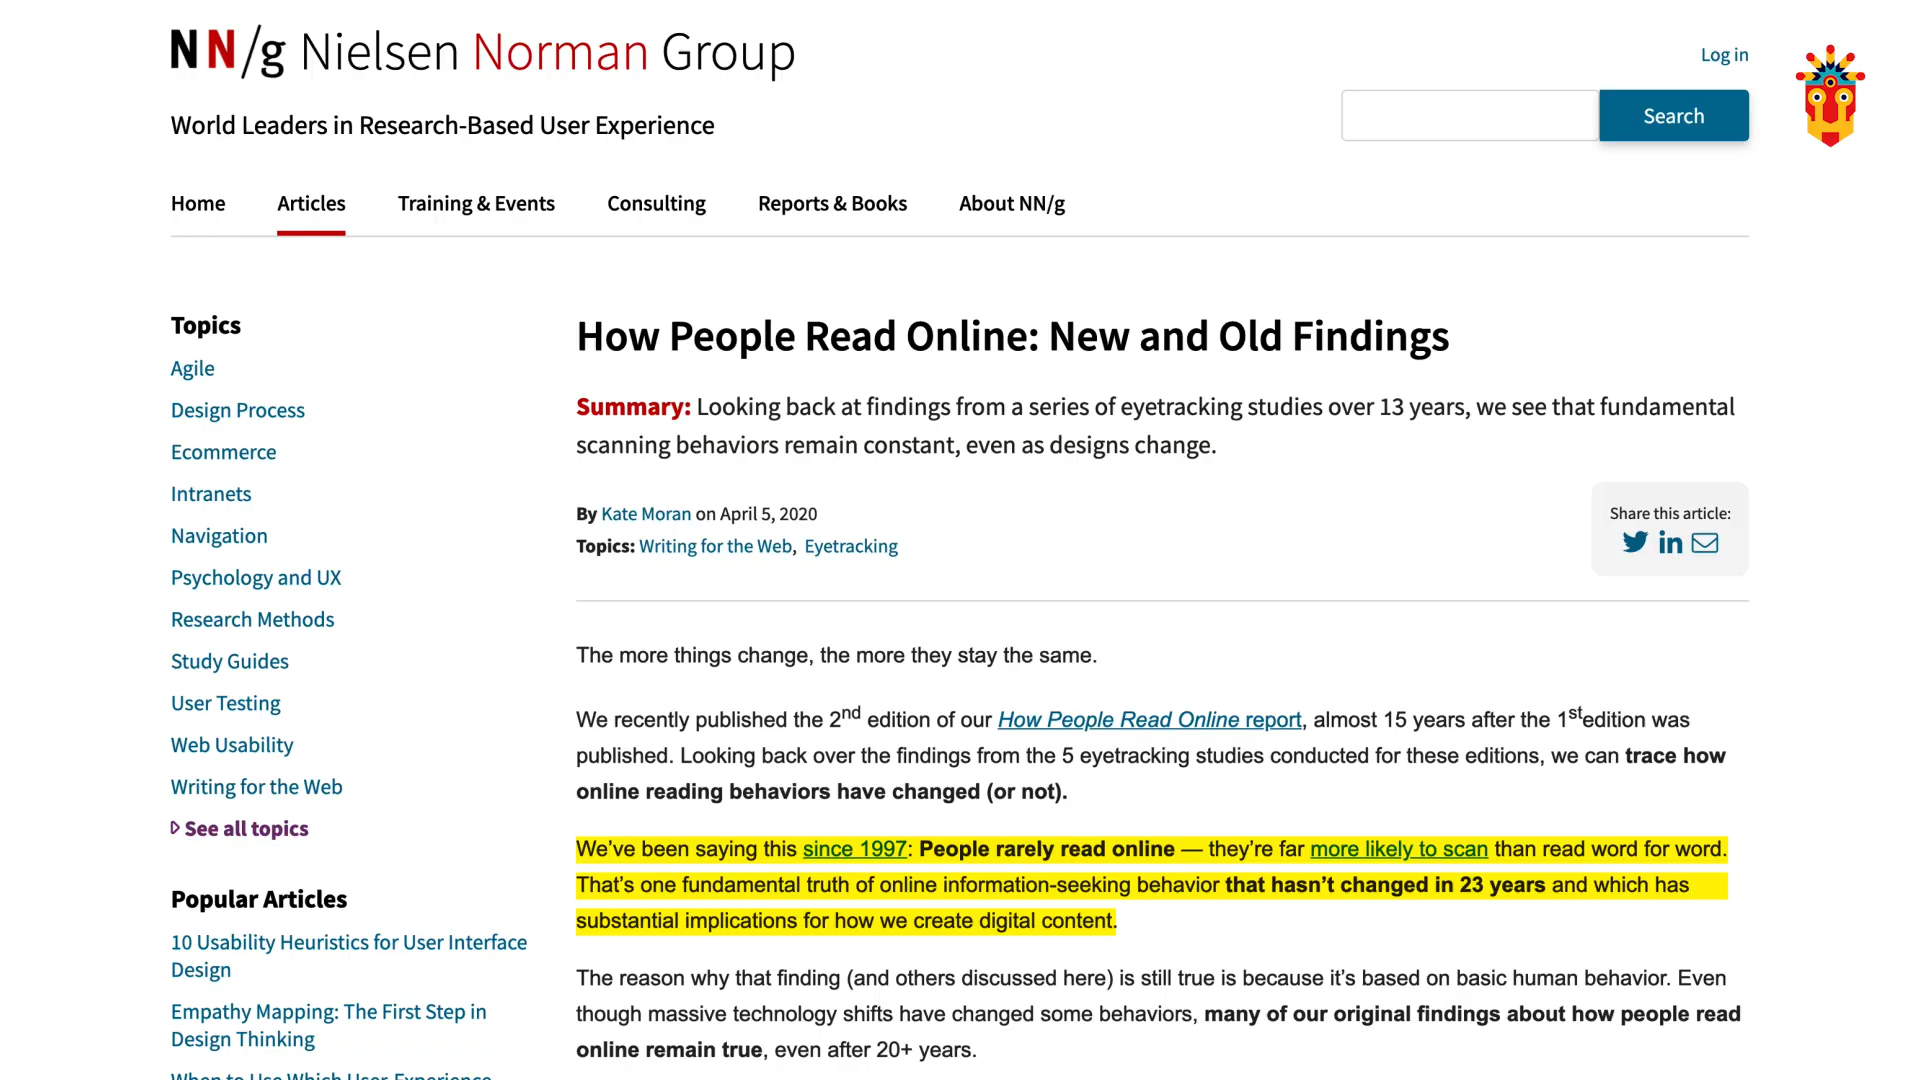 NN/g Nielsen Norman Group
Log in
Search
World Leaders in Research-Based User Experience
Home Articles Training & Events Consulting Reports & Books About NN/g
Topics
Agile
Design Process
Ecommerce
Intranets
Navigation
Psychology and UX
Research Methods
Study Guides
User Testing
Web Usability
Writing for the Web
See all topics
Popular Articles
10 Usability Heuristics for User Interface
Design
Empathy Mapping: The First Step in
Design Thinking
When to Use Which User-Experience
How People Read Online: New and Old Findings
Summary: Looking back at findings from a series of eyetracking studies over 13 years, we see that fundamental
scanning behaviors remain constant, even as designs change.
By Kate Moran on April 5, 2020
Topics: Writing for the Web, Eyetracking
Share this article:
The more things change, the more they stay the same.
We recently published the 2nd edition of our How People Read Online report, almost 15 years after the 1stedition was
published. Looking back over the findings from the 5 eyetracking studies conducted for these editions, we can trace how
online reading behaviors have changed (or not).
We've been saying this since 1997: People rarely read online — they're far more likely to scan than read word for word.
That's one fundamental truth of online information-seeking behavior that hasn't changed in 23 years and which has
substantial implications for how we create digital content.
The reason why that finding (and others discussed here) is still true is because it's based on basic human behavior. Even
though massive technology shifts have changed some behaviors, many of our original findings about how people read
online remain true, even after 20+ years.